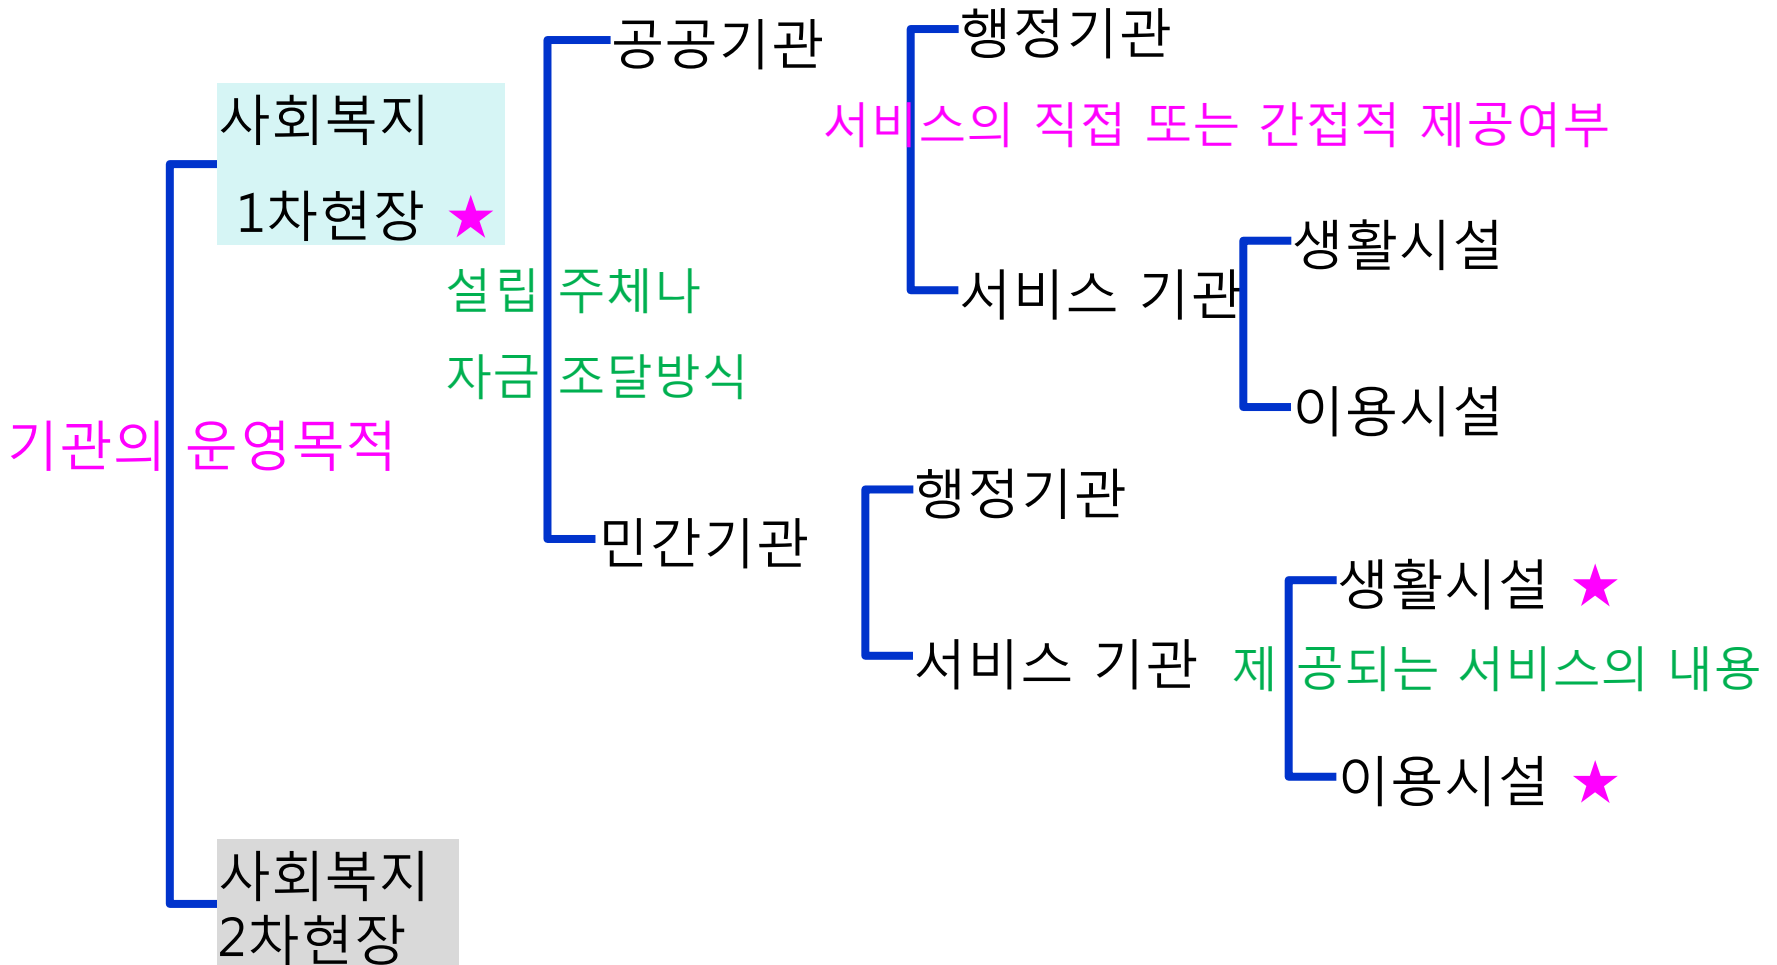 공공기관
행정기관
사회복지
1차현장 ★
서비스의 직접 또는 간접적 제공여부
설립 주체나
자금 조달방식
서비스 기관
생활시설
이용시설
기관의 운영목적
민간기관
행정기관
서비스 기관
생활시설 ★
제 공되는 서비스의 내용
이용시설 ★
사회복지
2차현장